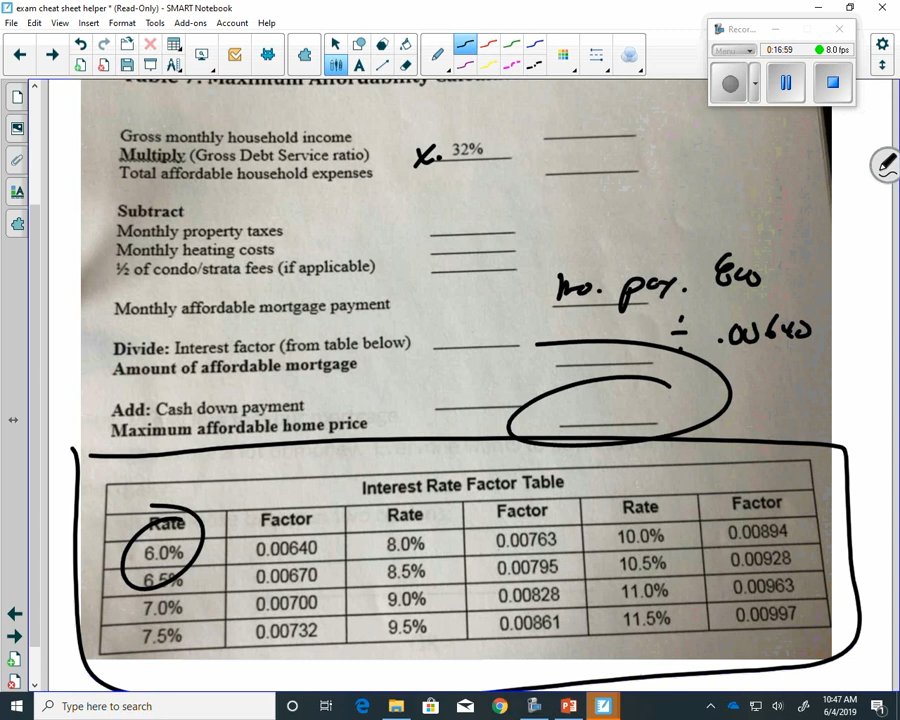 exam cheat sheet helper * (Read-Only) - SMART Notebook
File Edit View Insert Format Tools Add-ons Account Help
Recor...
Menu
0:16:59
8.0 fps
Gross monthly household income
Multiply (Gross Debt Service ratio) x. 32%
Total affordable household expenses
Subtract
Monthly property taxes
Monthly heating costs
½ of condo/strata fees (if applicable)
mo. pay. 800
Monthly affordable mortgage payment
÷ .00640
Divide: Interest factor (from table below)
Amount of affordable mortgage
Add: Cash down payment
Maximum affordable home price
Interest Rate Factor Table
Rate Factor Rate Factor Rate Factor
6.0% 0.00640 8.0% 0.00763 10.0% 0.00894
6.5% 0.00670 8.5% 0.00795 10.5% 0.00928
7.0% 0.00700 9.0% 0.00828 11.0% 0.00963
7.5% 0.00732 9.5% 0.00861 11.5% 0.00997
Type here to search
10:47 AM
6/4/2019